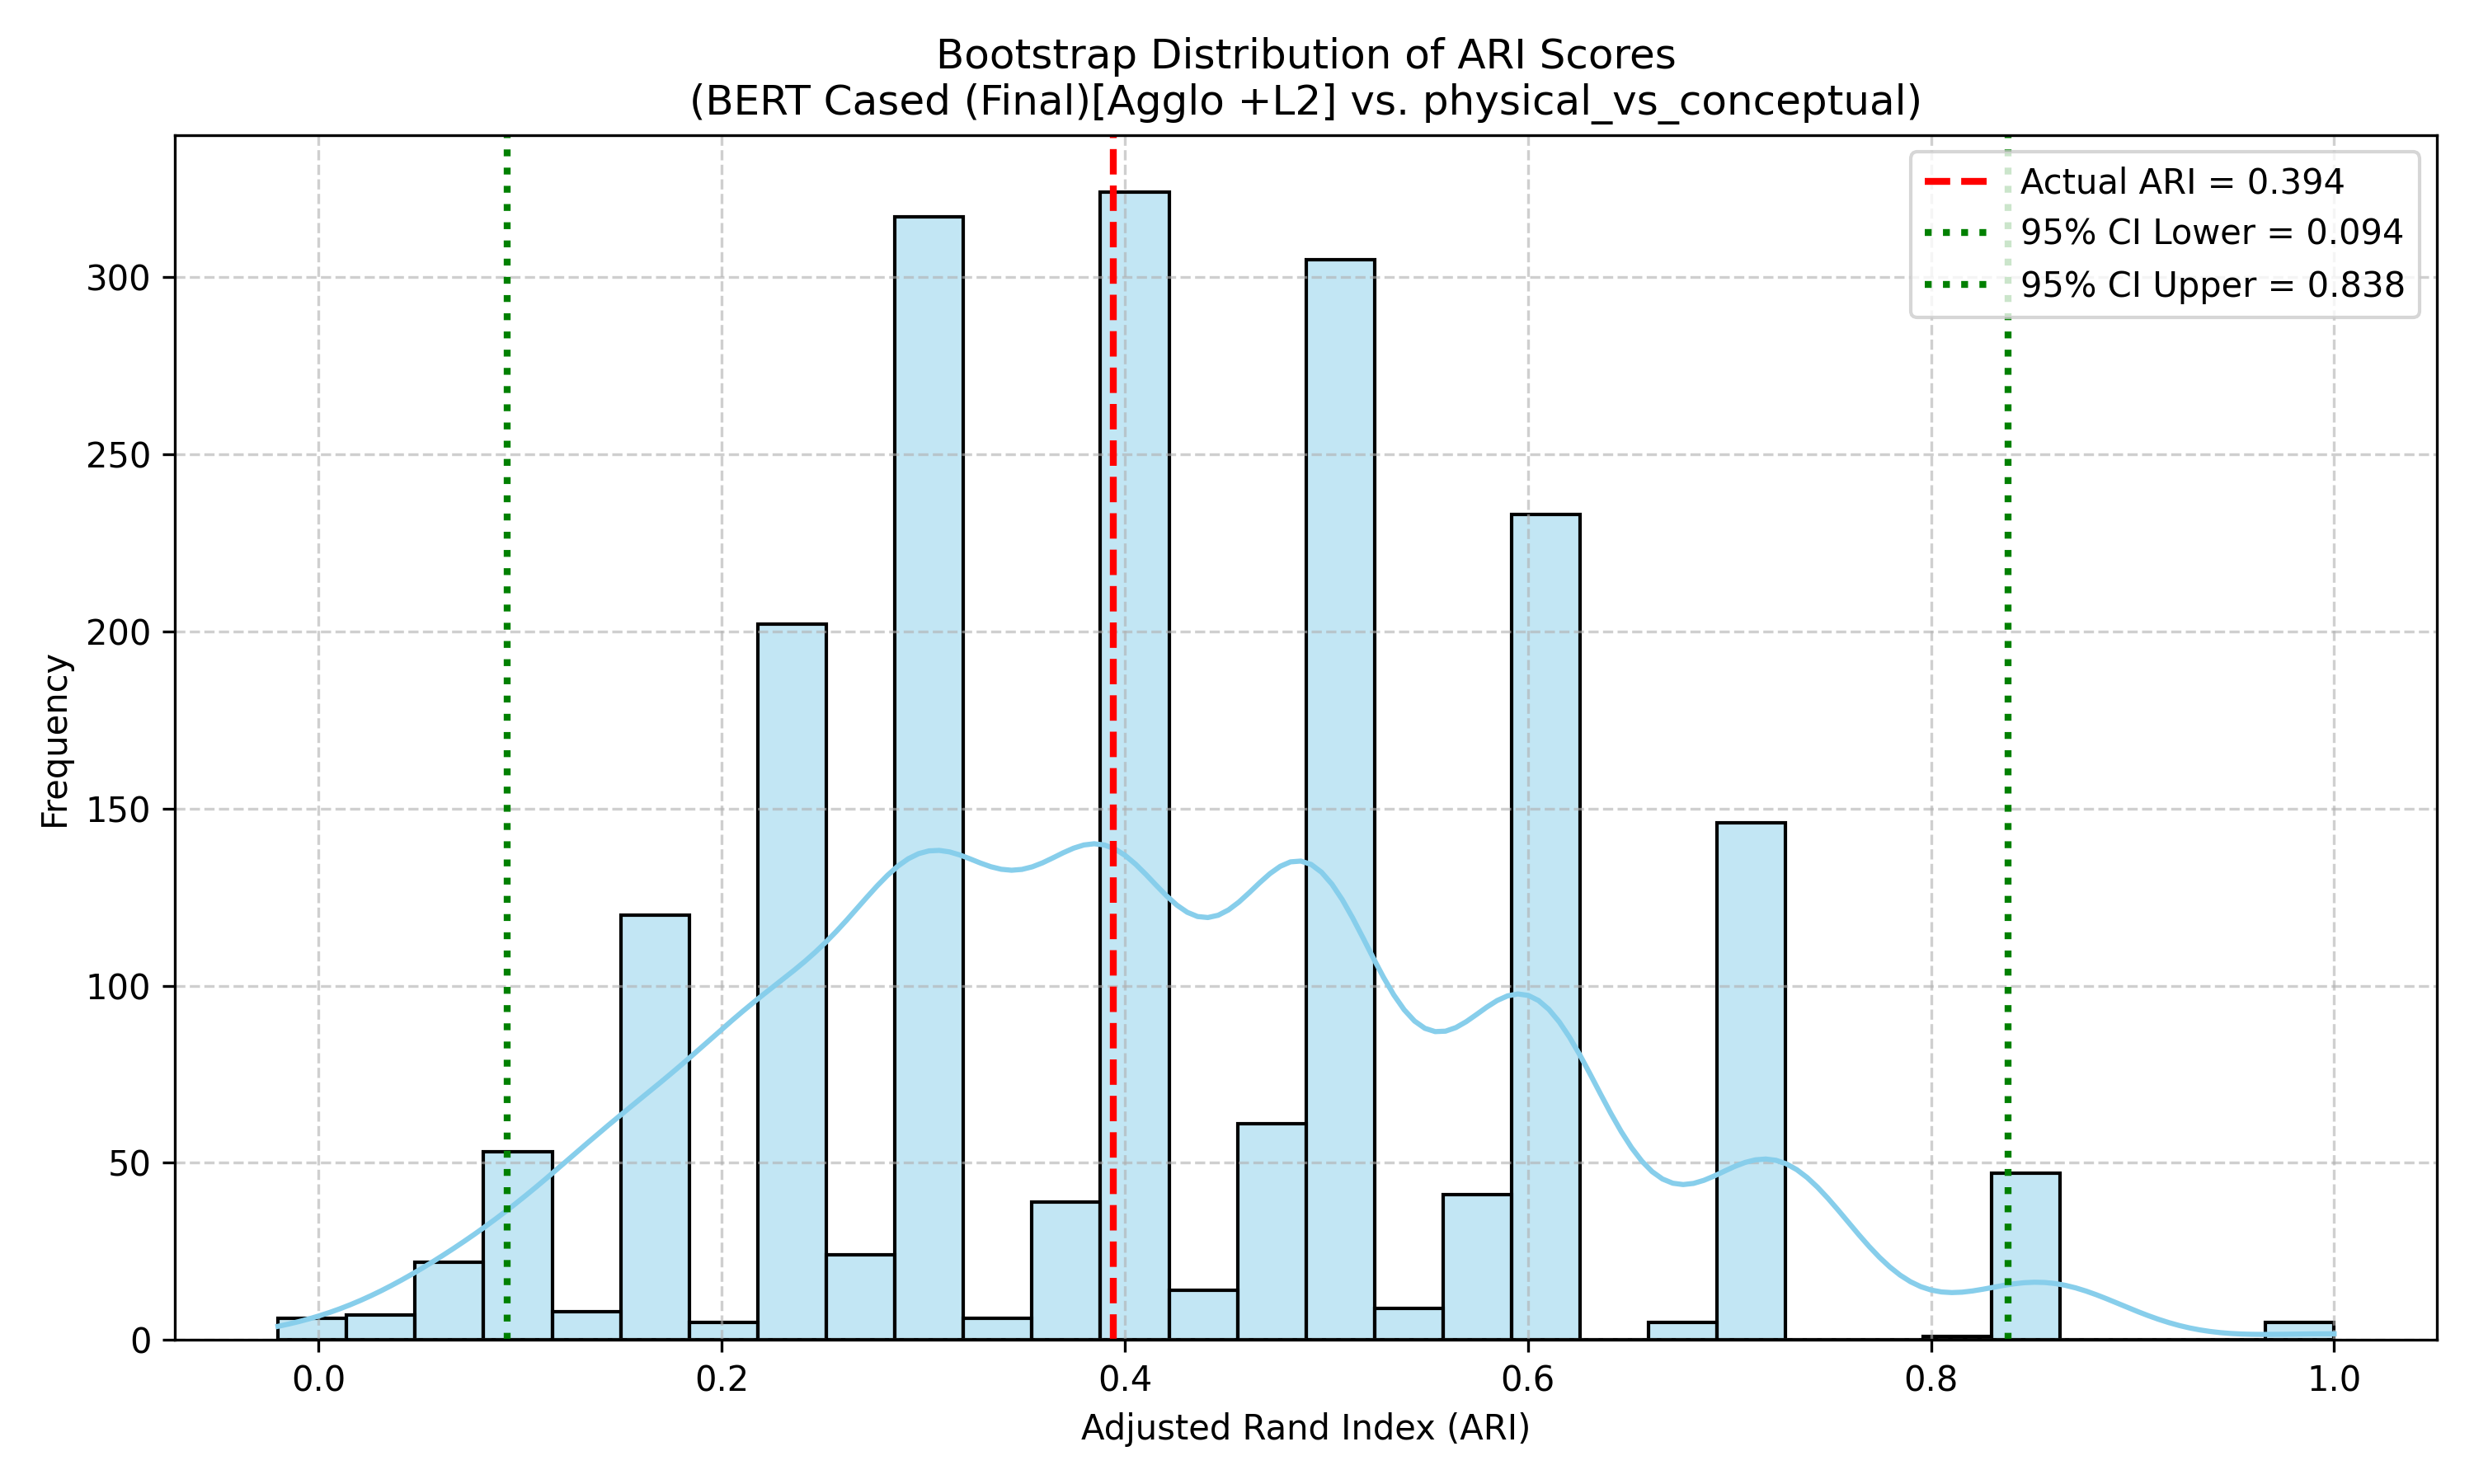 Bootstrap Distribution of ARI Scores
(BERT Cased (Final)[Agglo +L2] vs. physical_vs_conceptual)
Actual ARI = 0.394
95% CI Lower = 0.094
95% CI Upper = 0.838
Frequency
300
250
200
150
100
50
0
0.0 0.2 0.4 0.6 0.8 1.0
Adjusted Rand Index (ARI)